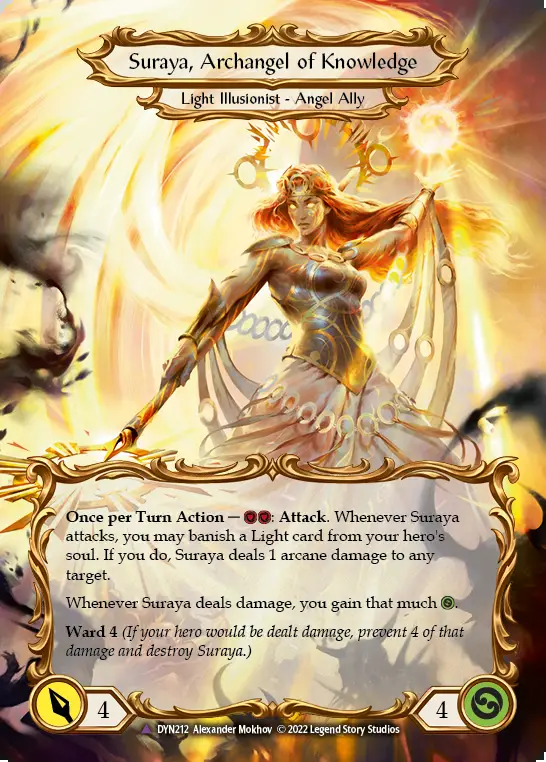 Suraya, Archangel of Knowledge
Light Illusionist - Angel Ally
Once per Turn Action — : Attack. Whenever Suraya
attacks, you may banish a Light card from your hero's
soul. If you do, Suraya deals 1 arcane damage to any
target.
Whenever Suraya deals damage, you gain that much .
Ward 4 (If your hero would be dealt damage, prevent 4 of that
damage and destroy Suraya.)
4
4
DYN212 Alexander Mokhov © 2022 Legend Story Studios